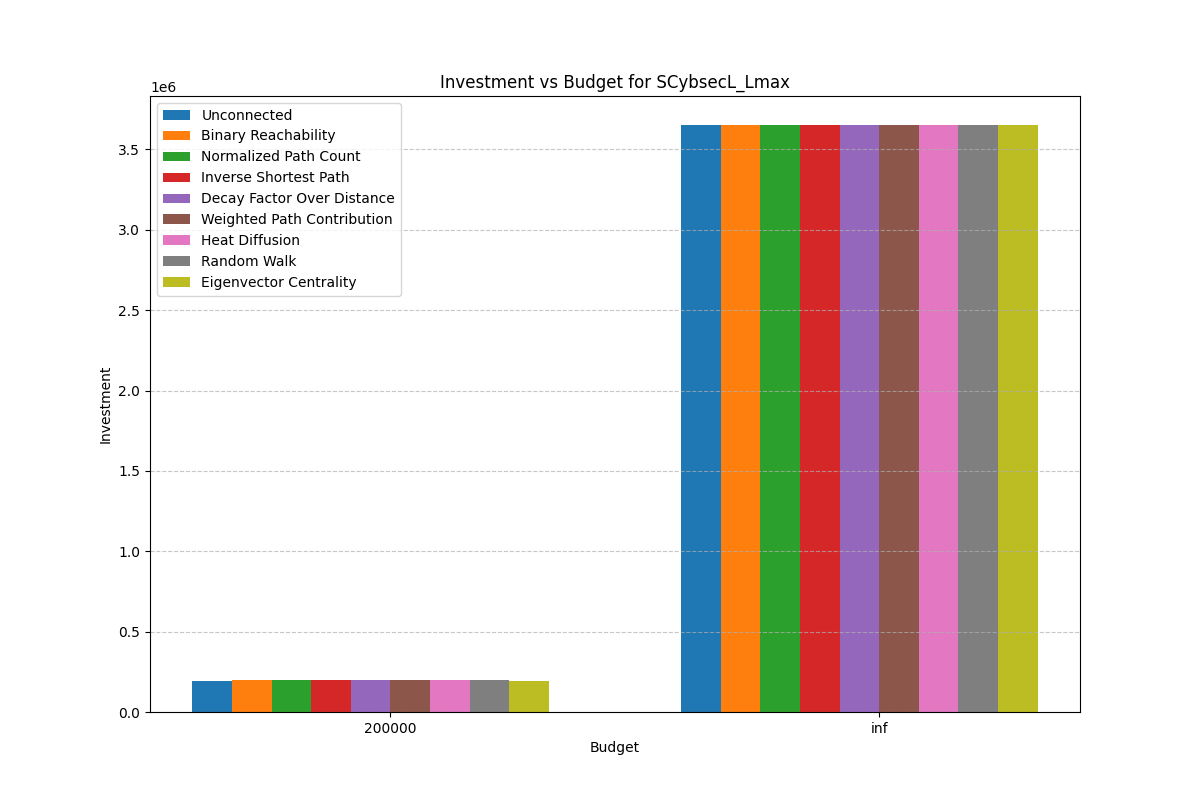 Investment vs Budget for SCybsecL_Lmax
1e6
Unconnected
Binary Reachability
Normalized Path Count
Inverse Shortest Path
Decay Factor Over Distance
Weighted Path Contribution
Heat Diffusion
Random Walk
Eigenvector Centrality
3.5
3.0
2.5
2.0
1.5
1.0
0.5
0.0
Investment
200000
inf
Budget